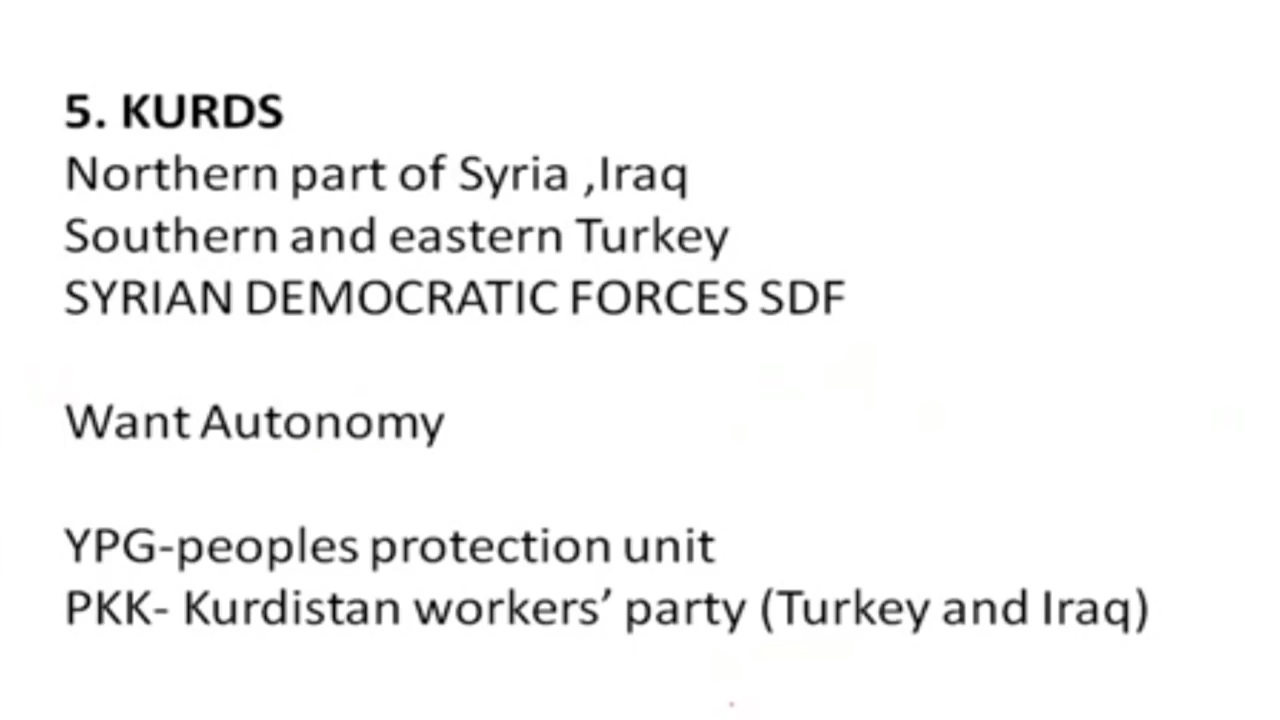 5. KURDS
Northern part of Syria ,Iraq
Southern and eastern Turkey
SYRIAN DEMOCRATIC FORCES SDF
Want Autonomy
YPG-peoples protection unit
PKK- Kurdistan workers’ party (Turkey and Iraq)